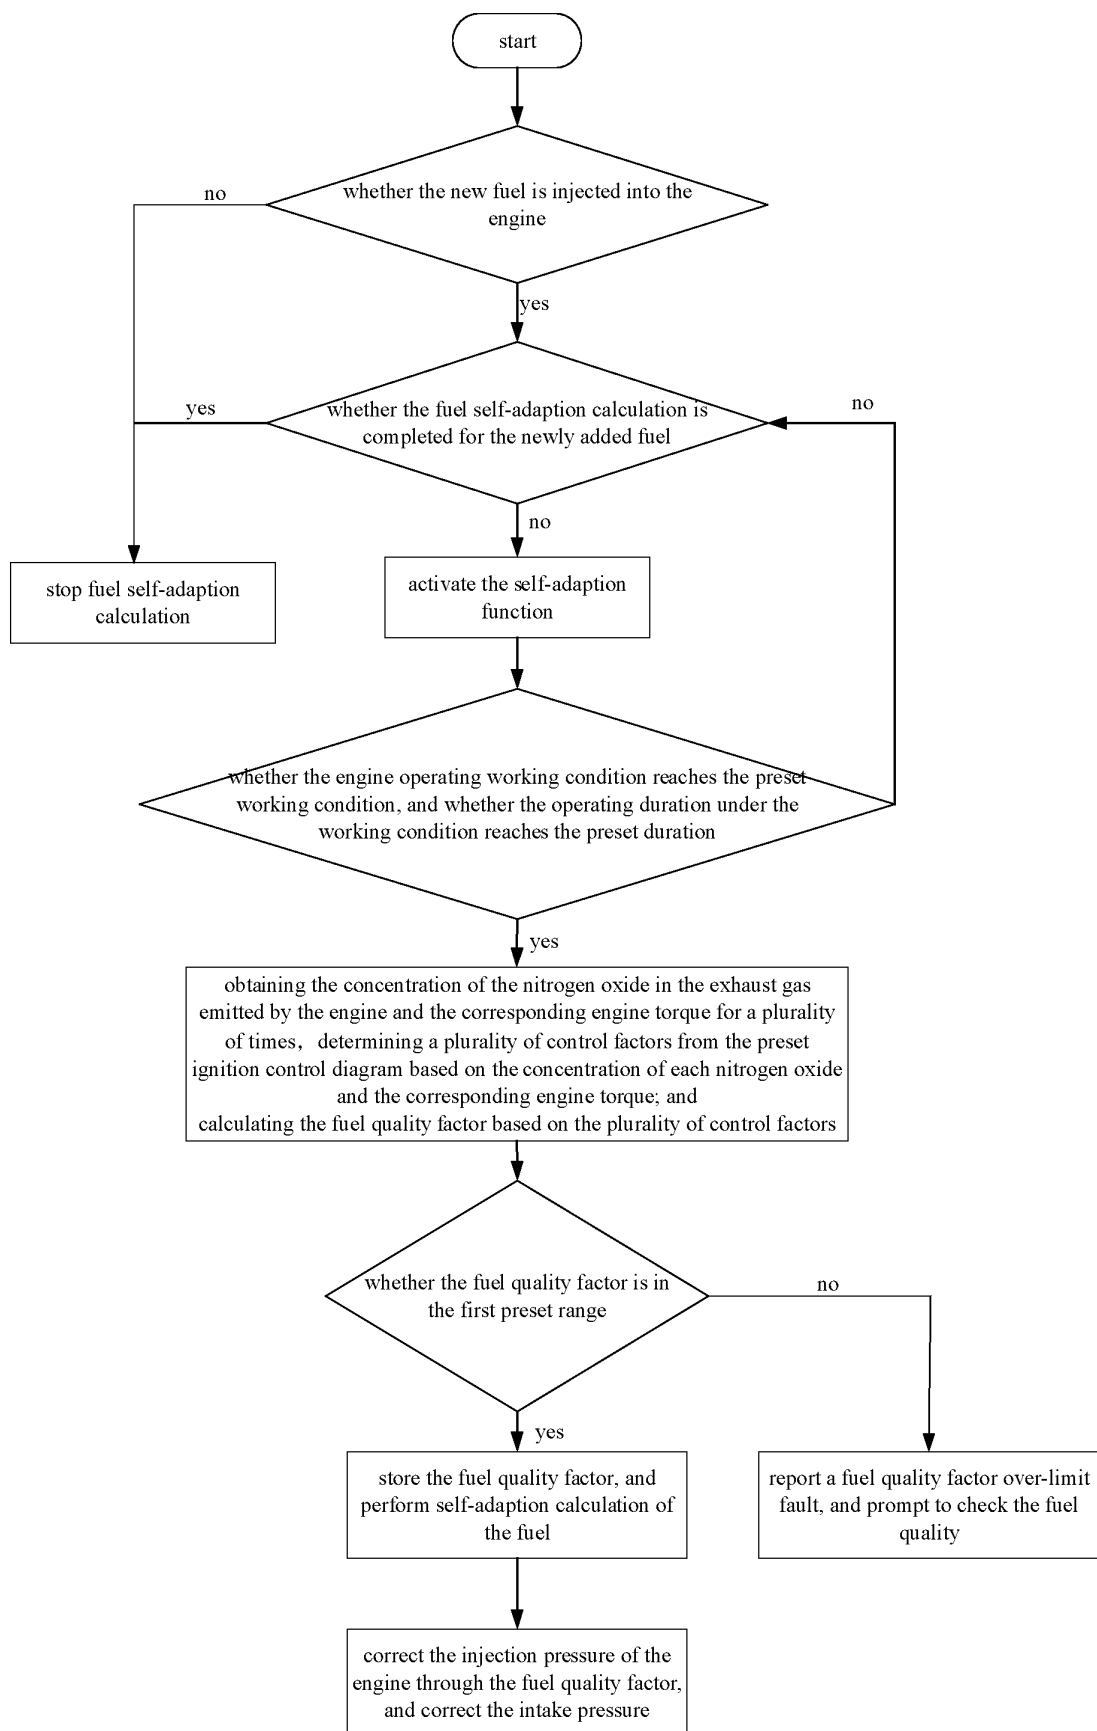 start
whether the new fuel is injected into the
engine
no
yes
whether the fuel self-adaption calculation is
completed for the newly added fuel
yes
no
no
stop fuel self-adaption
calculation
activate the self-adaption
function
whether the engine operating working condition reaches the preset
working condition, and whether the operating duration under the
working condition reaches the preset duration
yes
obtaining the concentration of the nitrogen oxide in the exhaust gas
emitted by the engine and the corresponding engine torque for a plurality
of times，determining a plurality of control factors from the preset
ignition control diagram based on the concentration of each nitrogen oxide
and the corresponding engine torque; and
calculating the fuel quality factor based on the plurality of control factors
whether the fuel quality factor is in
the first preset range
no
yes
store the fuel quality factor, and
perform self-adaption calculation of
the fuel
report a fuel quality factor over-limit
fault, and prompt to check the fuel
quality
correct the injection pressure of the
engine through the fuel quality factor,
and correct the intake pressure